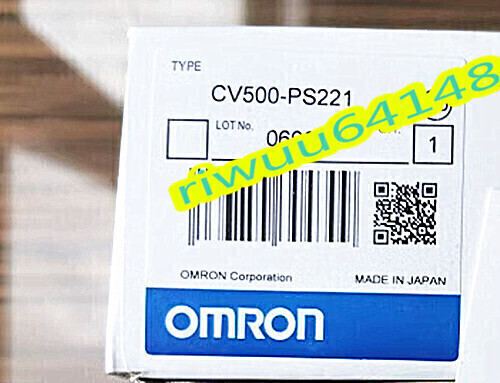 TYPE
CV500-PS221
LOT No.
1
riwuu64148
OMRON Corporation
MADE IN JAPAN
OMRON